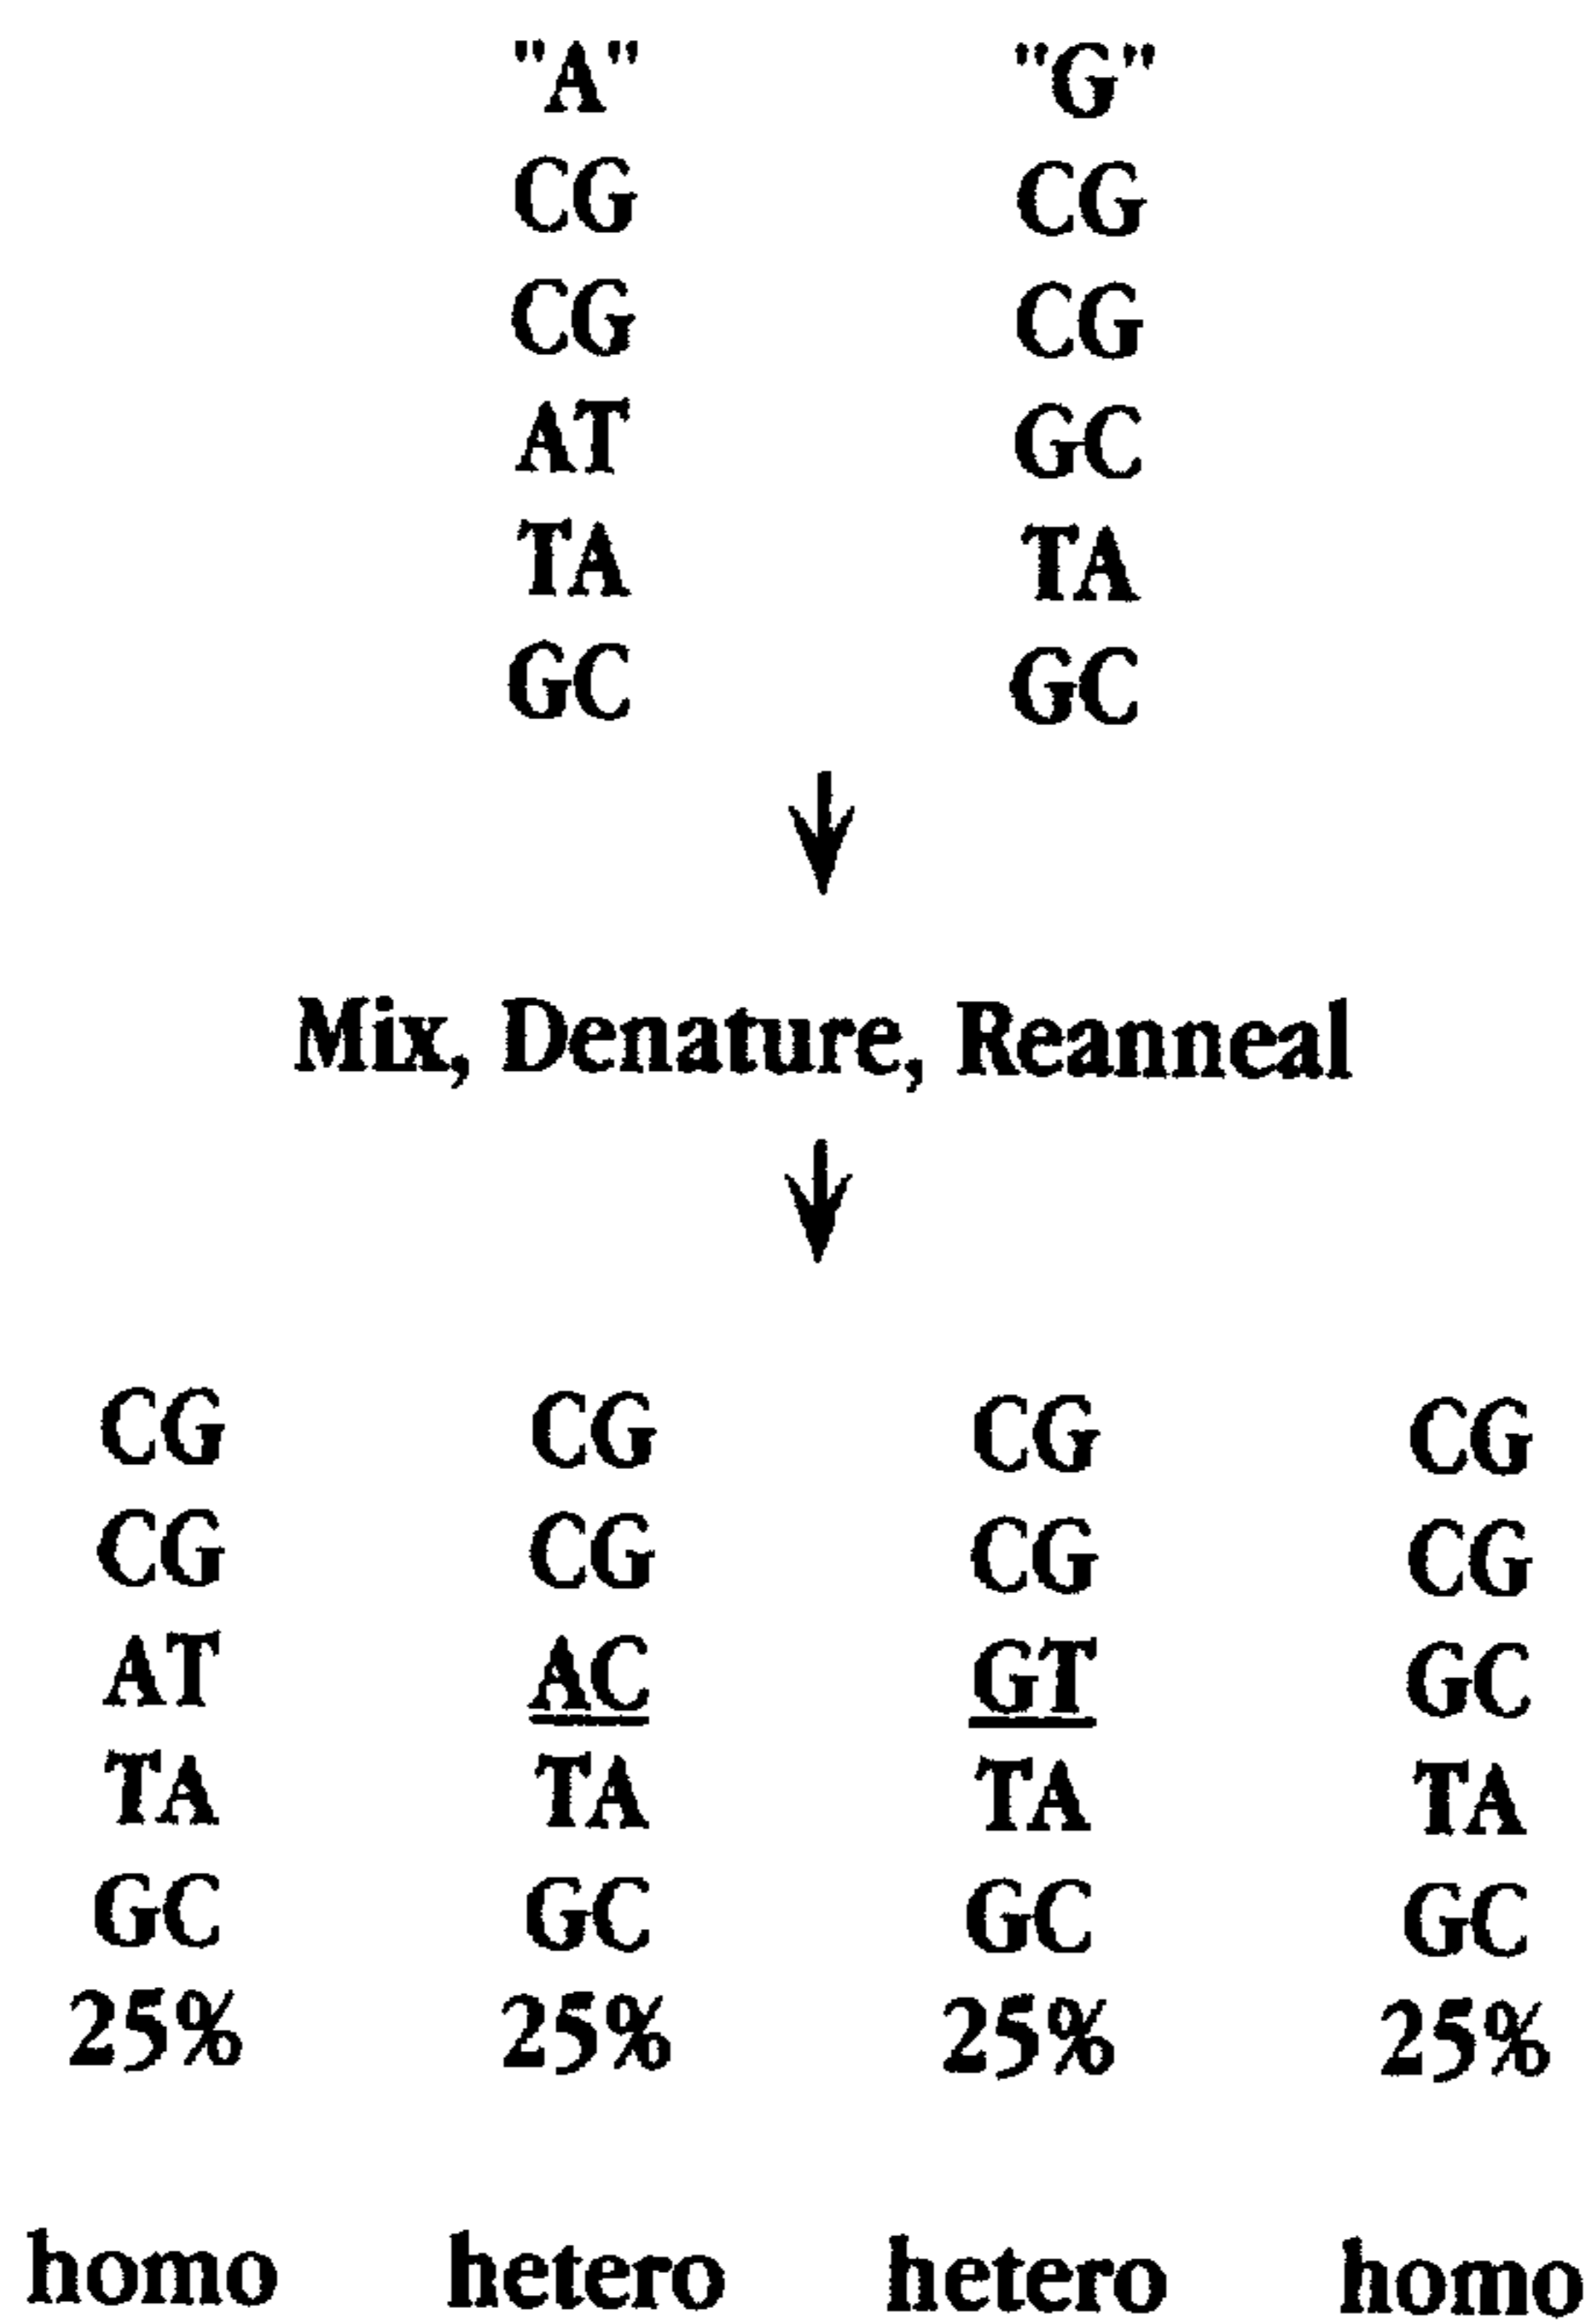 "A" "G"
CG CG
CG CG
AT GC
TA TA
GC GC
Mix, Denature, Reanneal
CG CG CG CG
CG CG CG CG
AT AC GT GC
TA TA TA TA
GC GC GC GC
25% 25% 25% 25%
homo hetero hetero homo